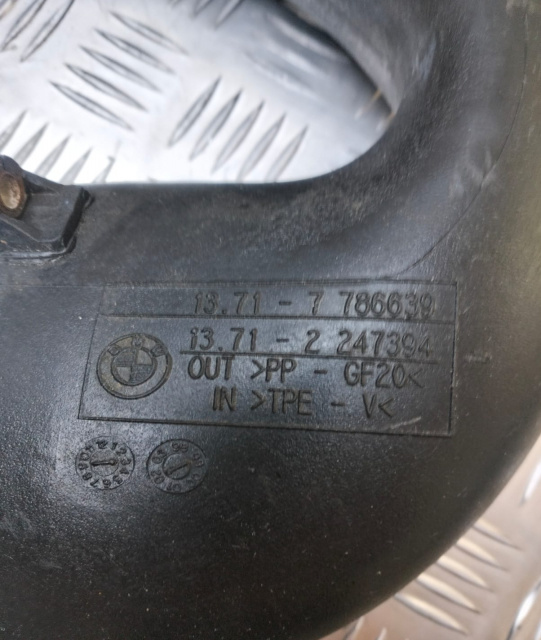 13.71 - 7 786639
13.71 - 2 247394
OUT >PP - GF20<
IN >TPE - V<